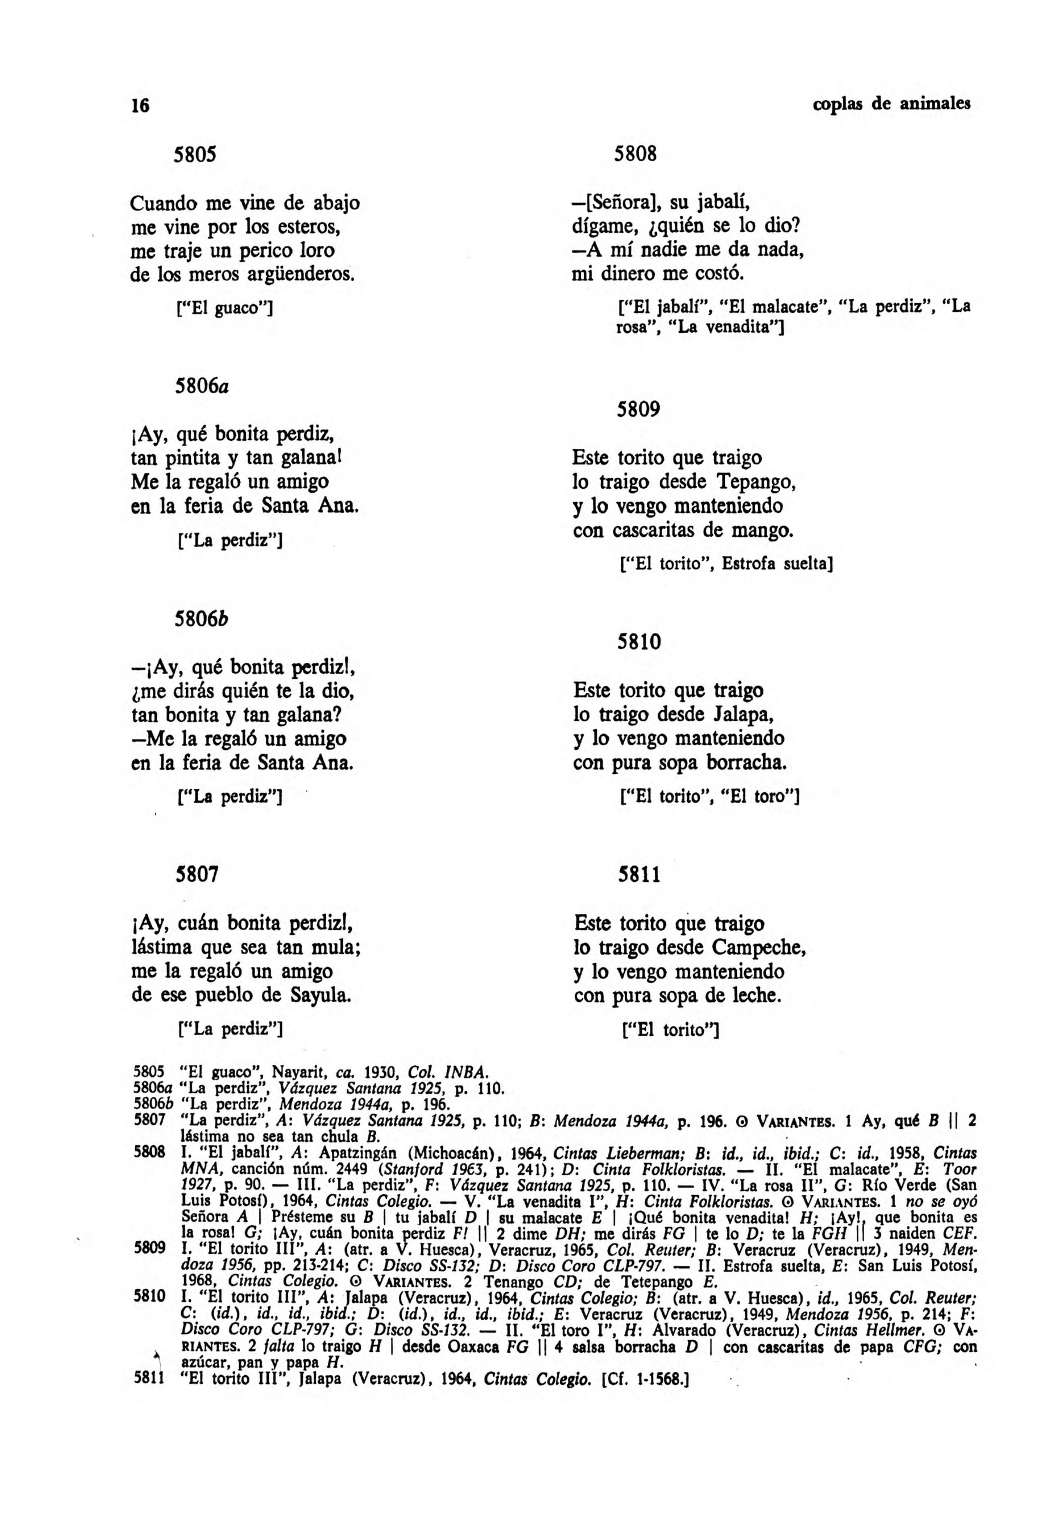 16
coplas de animales
5805
Cuando me vine de abajo
me vine por los esteros,
me traje un perico loro
de los meros argüenderos.
["El guaco"]
5806a
¡Ay, qué bonita perdiz,
tan pintita y tan galana!
Me la regaló un amigo
en la feria de Santa Ana.
["La perdiz"]
5806b
—¡Ay, qué bonita perdiz!,
¿me dirás quién te la dio,
tan bonita y tan galana?
—Me la regaló un amigo
en la feria de Santa Ana.
["La perdiz"]
5807
¡Ay, cuán bonita perdiz!,
lástima que sea tan mula;
me la regaló un amigo
de ese pueblo de Sayula.
["La perdiz"]
5808
—[Señora], su jabalí,
dígame, ¿quién se lo dio?
—A mí nadie me da nada,
mi dinero me costó.
["El jabalí", "El malacate", "La perdiz", "La
rosa", "La venadita"]
5809
Este torito que traigo
lo traigo desde Tepango,
y lo vengo manteniendo
con cascaritas de mango.
["El torito", Estrofa suelta]
5810
Este torito que traigo
lo traigo desde Jalapa,
y lo vengo manteniendo
con pura sopa borracha.
["El torito", "El toro"]
5811
Este torito que traigo
lo traigo desde Campeche,
y lo vengo manteniendo
con pura sopa de leche.
["El torito"]
5805 "El guaco", Nayarit, ca. 1930, Col. INBA.
5806a "La perdiz", Vázquez Santana 1925, p. 110.
5806b "La perdiz", Mendoza 1944a, p. 196.
5807 "La perdiz", A: Vázquez Santana 1925, p. 110; B: Mendoza 1944a, p. 196. ⊙ VARIANTES. 1 Ay, qué B || 2
lástima no sea tan chula B.
5808 I. "El jabalí", A: Apatzingán (Michoacán), 1964, Cintas Lieberman; B: id., id., ibid.; C: id., 1958, Cintas
MNA, canción núm. 2449 (Stanford 1963, p. 241); D: Cinta Folkloristas. — II. "El malacate", E: Toor
1927, p. 90. — III. "La perdiz", F: Vázquez Santana 1925, p. 110. — IV. "La rosa II", G: Río Verde (San
Luis Potosí), 1964, Cintas Colegio. — V. "La venadita I", H: Cinta Folkloristas. ⊙ VARIANTES. 1 no se oyó
Señora A | Présteme su B | tu jabalí D | su malacate E | ¡Qué bonita venadita! H; ¡Ay!, que bonita es
la rosa! G; ¡Ay, cuán bonita perdiz F! || 2 dime DH; me dirás FG | te lo D; te la FGH || 3 naiden CEF.
5809 I. "El torito III", A: (atr. a V. Huesca), Veracruz, 1965, Col. Reuter; B: Veracruz (Veracruz), 1949, Men-
doza 1956, pp. 213-214; C: Disco SS-132; D: Disco Coro CLP-797. — II. Estrofa suelta, E: San Luis Potosí,
1968, Cintas Colegio. ⊙ VARIANTES. 2 Tenango CD; de Tetepango E.
5810 I. "El torito III", A: Jalapa (Veracruz), 1964, Cintas Colegio; B: (atr. a V. Huesca), id., 1965, Col. Reuter;
C: (id.), id., id., ibid.; D: (id.), id., id., ibid.; E: Veracruz (Veracruz), 1949, Mendoza 1956, p. 214; F:
Disco Coro CLP-797; G: Disco SS-132. — II. "El toro I", H: Alvarado (Veracruz), Cintas Hellmer. ⊙ VA-
RIANTES. 2 falta lo traigo H | desde Oaxaca FG || 4 salsa borracha D | con cascaritas de papa CFG; con
azúcar, pan y papa H.
5811 "El torito III", Jalapa (Veracruz), 1964, Cintas Colegio. [Cf. 1-1568.]